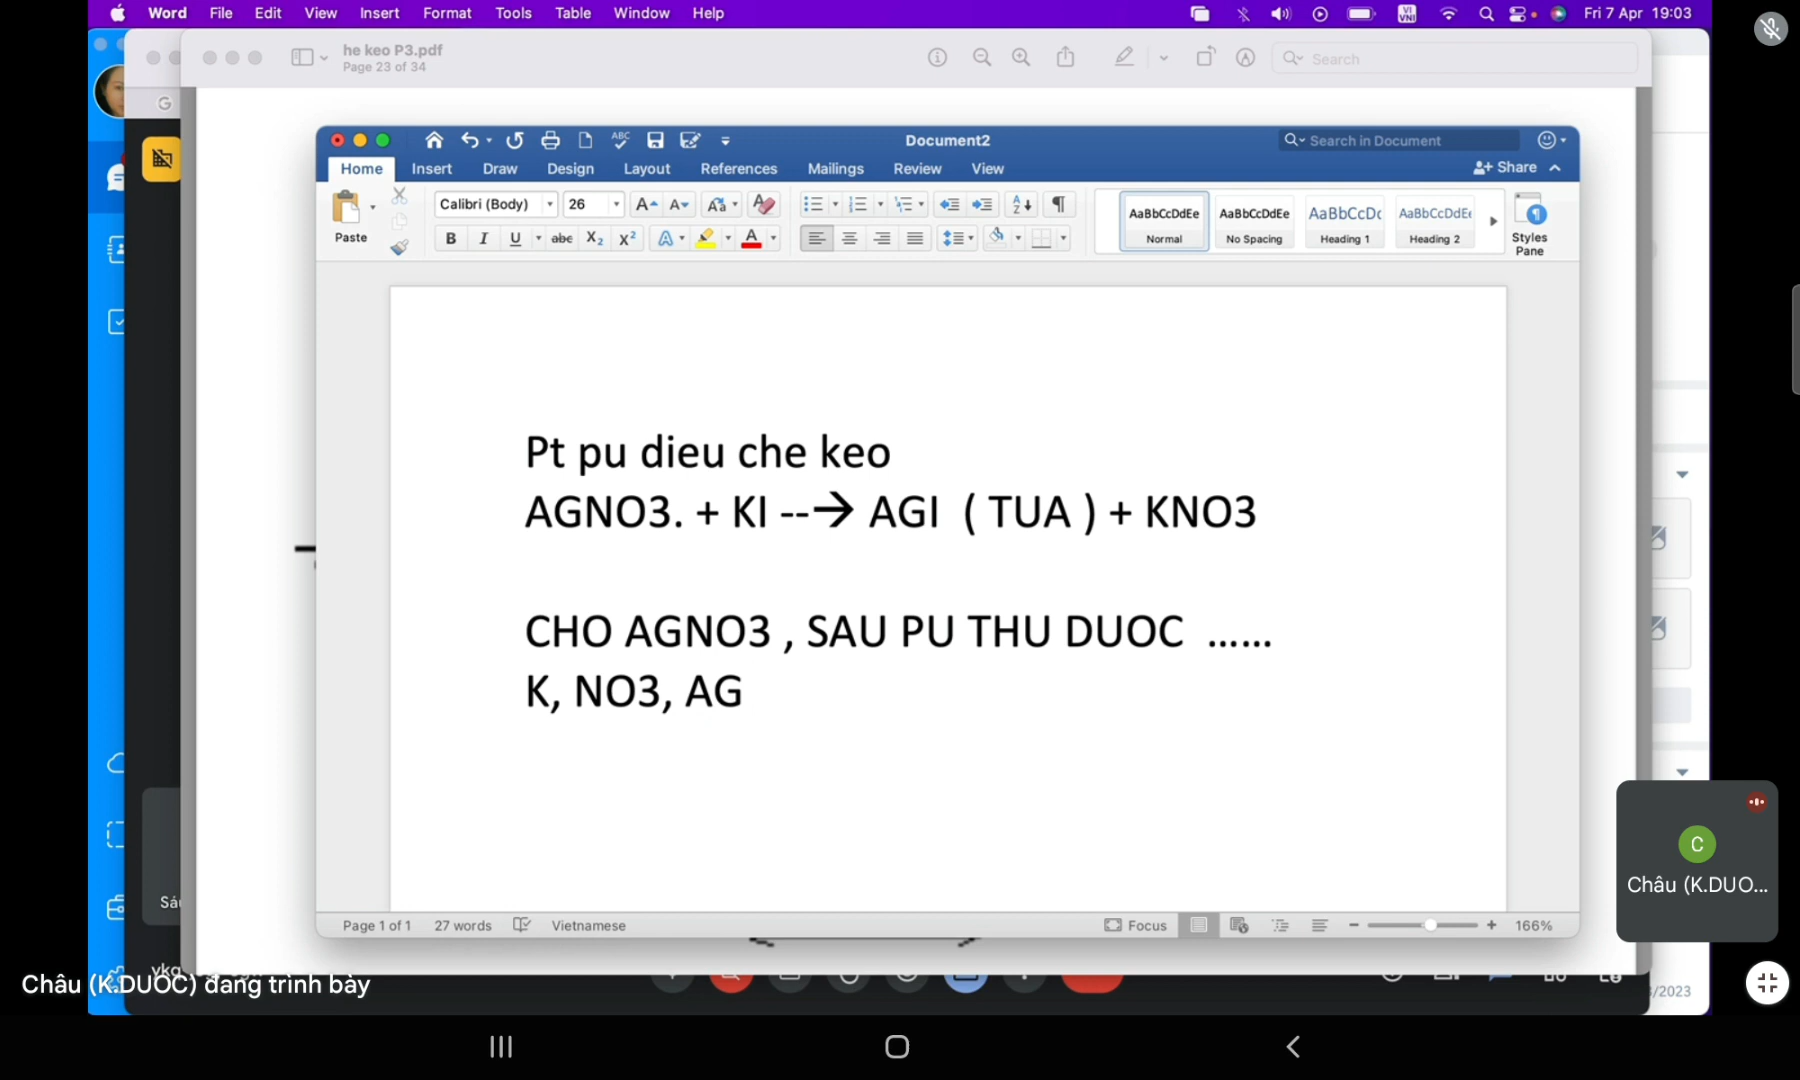 Word File Edit View Insert Format Tools Table Window Help VI VNI Fri 7 Apr 19:03
he keo P3.pdf
Page 23 of 34
Search
G
Document2
Search in Document
Home Insert Draw Design Layout References Mailings Review View
Share
Paste
Calibri (Body) 26
AaBbCcDdEe Normal
AaBbCcDdEe No Spacing
AaBbCcDc Heading 1
AaBbCcDdEe Heading 2
Styles Pane
Pt pu dieu che keo
AGNO3. + KI --→ AGI ( TUA ) + KNO3
CHO AGNO3 , SAU PU THU DUOC ......
K, NO3, AG
Page 1 of 1 27 words Vietnamese Focus 166%
C
Châu (K.DUO...
Châu (K.DUOC) đang trình bày
/2023